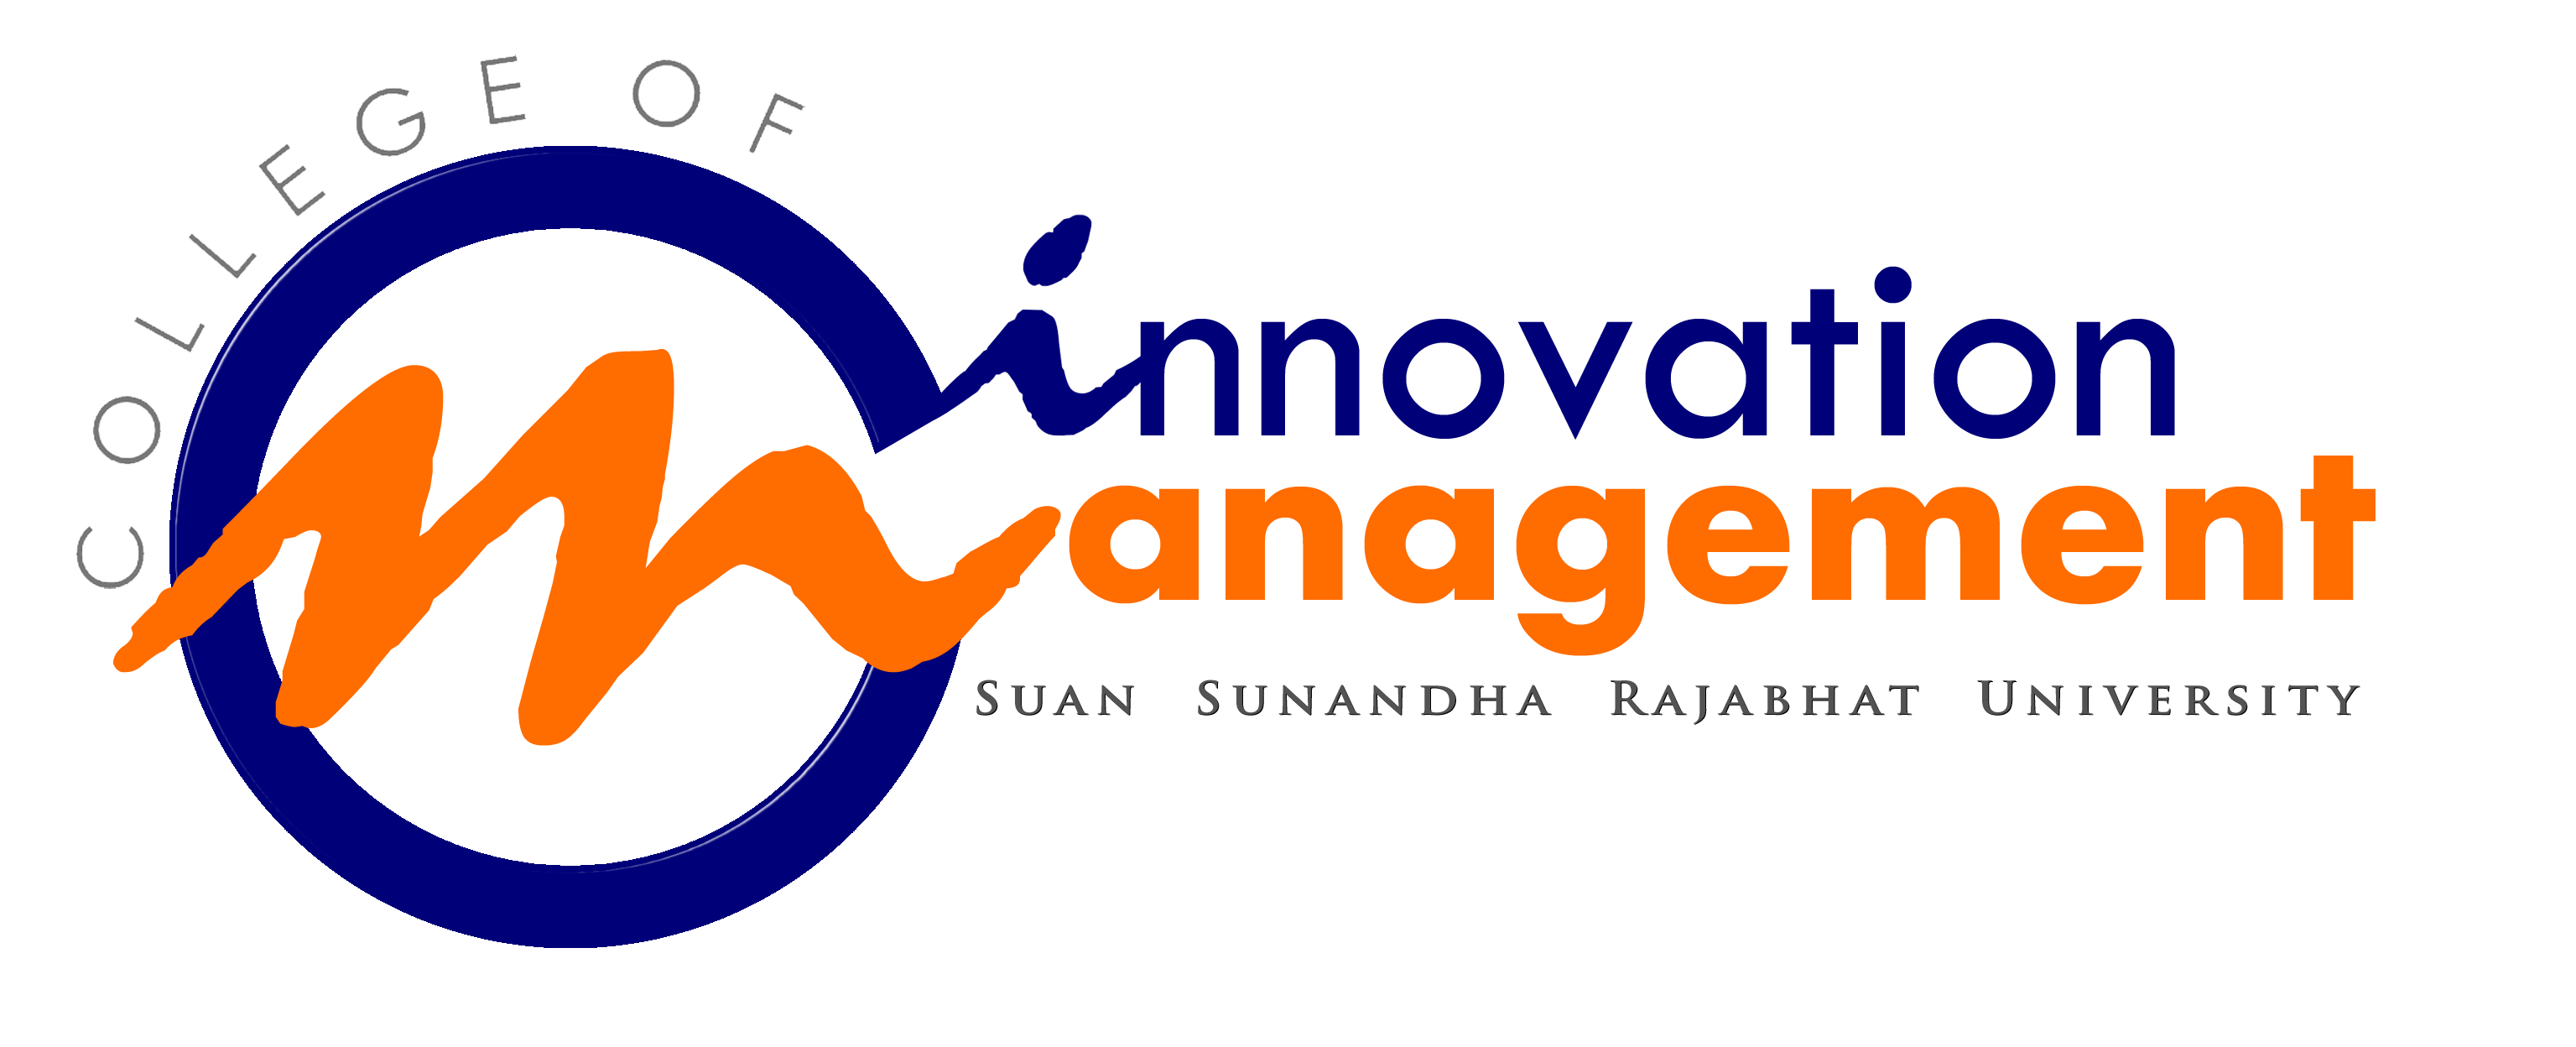 COLLEGE OF
innovation
management
SUAN SUNANDHA RAJABHAT UNIVERSITY